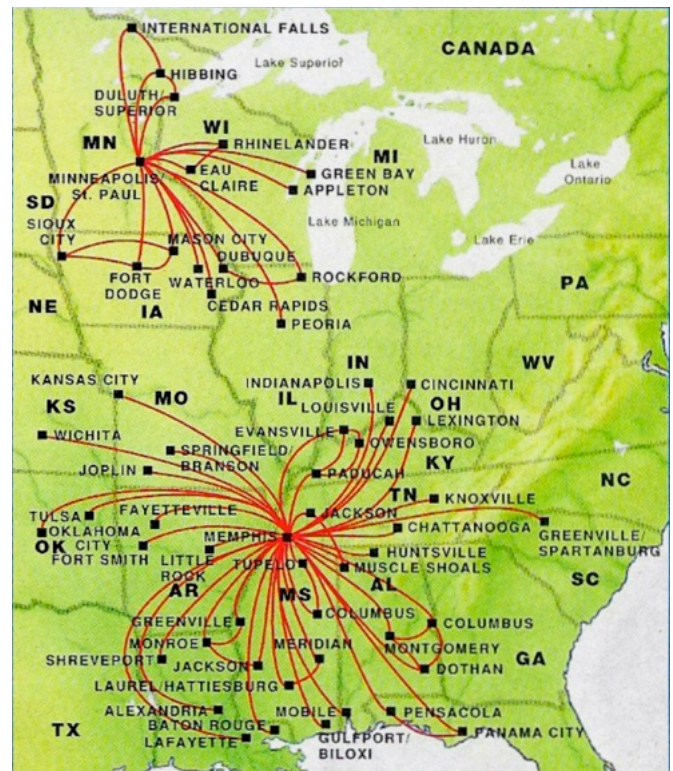 INTERNATIONAL FALLS
CANADA
Lake Superior
HIBBING
DULUTH/
SUPERIOR
WI
MN
RHINELANDER
Lake Huron
MI
Lake
Ontario
MINNEAPOLIS/
St. PAUL
EAU
CLAIRE
GREEN BAY
APPLETON
SD
SIOUX
CITY
Lake Michigan
MASON CITY
Lake Erie
DUBUQUE
FORT
DODGE
WATERLOO
ROCKFORD
PA
NE
IA
CEDAR RAPIDS
PEORIA
IN
WV
KANSAS CITY
MO
INDIANAPOLIS
CINCINNATI
KS
IL
LOUISVILLE
OH
LEXINGTON
WICHITA
EVANSVILLE
OWENSBORO
SPRINGFIELD/
BRANSON
JOPLIN
PADUCAH
KY
NC
TN
KNOXVILLE
TULSA
FAYETTEVILLE
JACKSON
CHATTANOOGA
OKLAHOMA
CITY
OK
MEMPHIS
GREENVILLE/
SPARTANBURG
FORT SMITH
LITTLE
ROCK
TUPELO
HUNTSVILLE
MUSCLE SHOALS
SC
AR
MS
AL
COLUMBUS
GREENVILLE
COLUMBUS
MONROE
MERIDIAN
MONTGOMERY
SHREVEPORT
JACKSON
DOTHAN
GA
LAUREL/HATTIESBURG
ALEXANDRIA
MOBILE
PENSACOLA
TX
BATON ROUGE
LAFAYETTE
GULFPORT/
BILOXI
PANAMA CITY